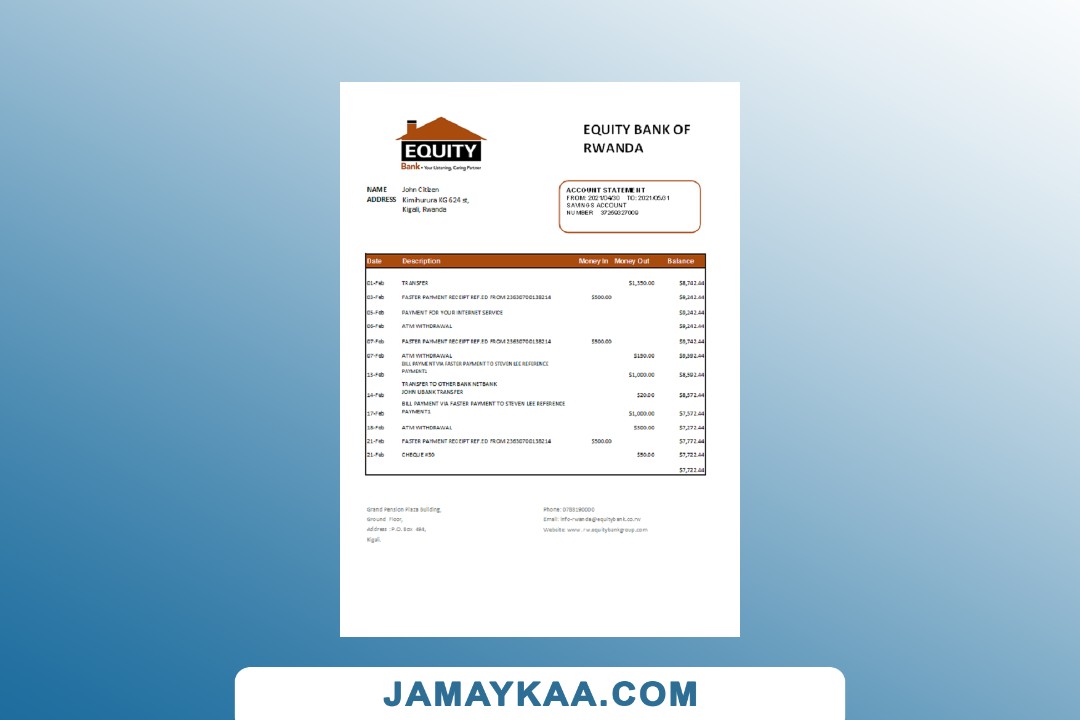 EQUITY
Bank • Your Listening, Caring Partner
EQUITY BANK OF
RWANDA
NAME John Citizen
ADDRESS Kimihurura KG 624 st,
Kigali, Rwanda
ACCOUNT STATEMENT
FROM: 2021/04/30 TO: 2021/05/31
SAVINGS ACCOUNT
NUMBER 37269327009
Date Description Money In Money Out Balance
01-Feb TRANSFER $1,350.00 $8,742.44
03-Feb FASTER PAYMENT RECEIPT REF.ED FROM 23630700138214 $500.00 $9,242.44
05-Feb PAYMENT FOR YOUR INTERNET SERVICE $9,242.44
06-Feb ATM WITHDRAWAL $9,242.44
07-Feb FASTER PAYMENT RECEIPT REF.ED FROM 23630700138214 $500.00 $9,742.44
07-Feb ATM WITHDRAWAL $150.00 $9,592.44
BILL PAYMENT VIA FASTER PAYMENT TO STEVEN LEE REFERENCE
13-Feb PAYMENT1 $1,000.00 $8,592.44
TRANSFER TO OTHER BANK NETBANK
14-Feb JOHN UBANK TRANSFER $20.00 $8,572.44
BILL PAYMENT VIA FASTER PAYMENT TO STEVEN LEE REFERENCE
17-Feb PAYMENT1 $1,000.00 $7,572.44
18-Feb ATM WITHDRAWAL $300.00 $7,272.44
21-Feb FASTER PAYMENT RECEIPT REF.ED FROM 23630700138214 $500.00 $7,772.44
21-Feb CHEQUE #30 $50.00 $7,722.44
$7,722.44
Grand Pension Plaza Building,
Ground Floor,
Address : P.O. Box 494,
Kigali.
Phone: 0788190000
Email: info-rwanda@equitybank.co.rw
Website: www.rw.equitybankgroup.com
JAMAYKAA.COM